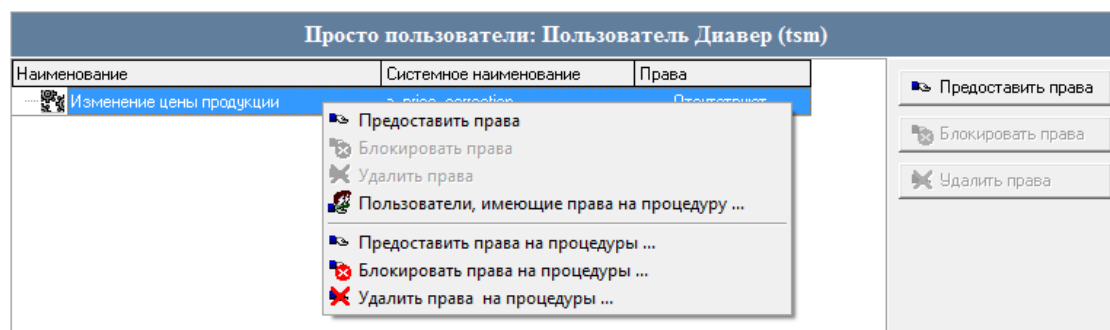 Просто пользователи: Пользователь Диавер (tsm)
Наименование Системное наименование Права
Изменение цены продукции
Предоставить права
Блокировать права
Удалить права
Пользователи, имеющие права на процедуру ...
Предоставить права на процедуры ...
Блокировать права на процедуры ...
Удалить права на процедуры ...
Предоставить права
Блокировать права
Удалить права